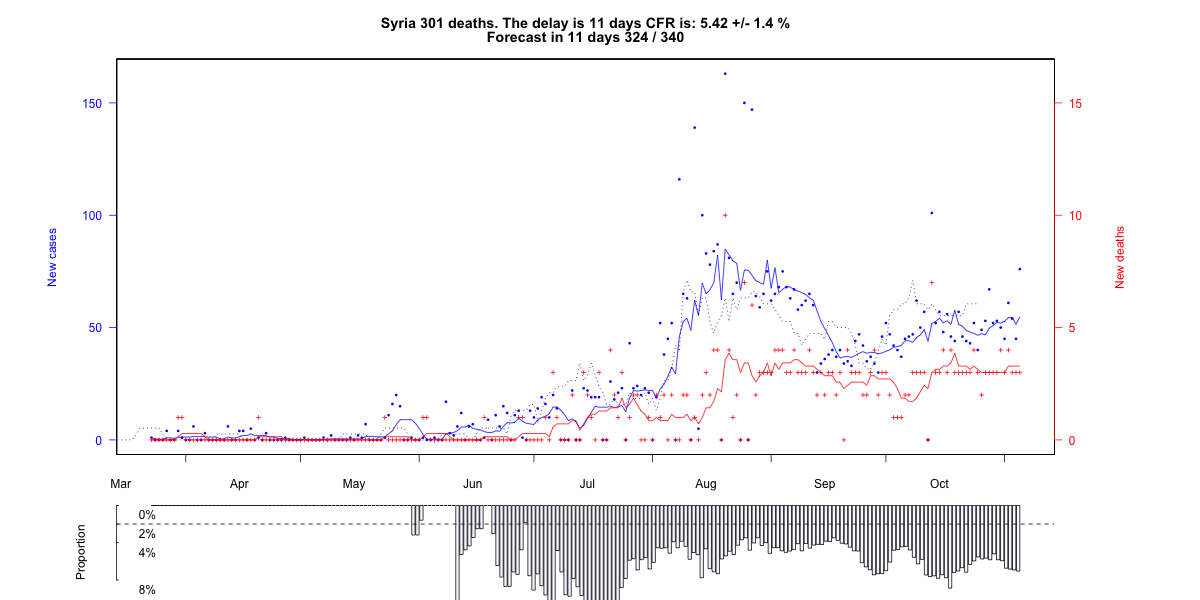 Syria 301 deaths. The delay is 11 days CFR is: 5.42 +/- 1.4 %
Forecast in 11 days 324 / 340
150
100
50
0
New cases
15
10
5
0
New deaths
Mar Apr May Jun Jul Aug Sep Oct
Proportion
0%
2%
4%
8%